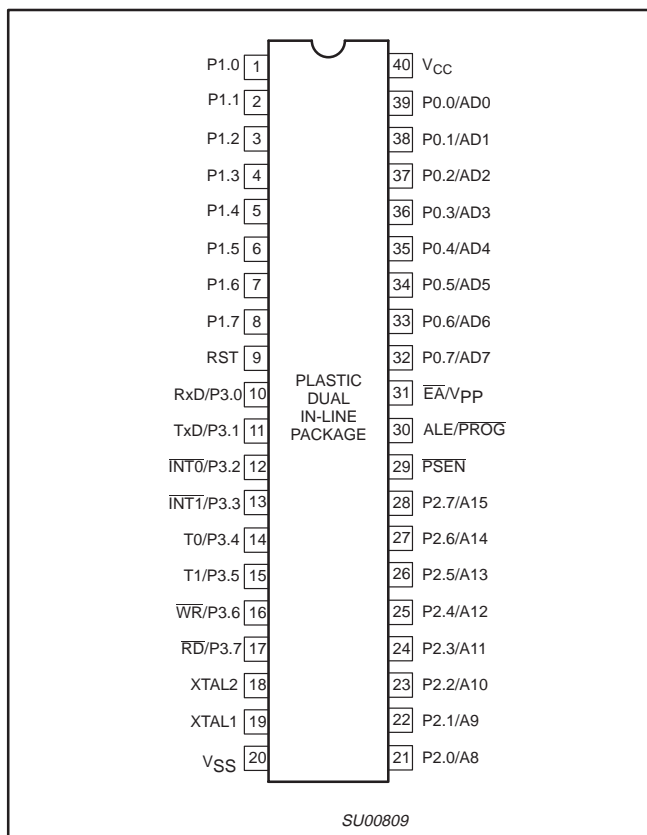 P1.0 1 40 VCC
P1.1 2 39 P0.0/AD0
P1.2 3 38 P0.1/AD1
P1.3 4 37 P0.2/AD2
P1.4 5 36 P0.3/AD3
P1.5 6 35 P0.4/AD4
P1.6 7 34 P0.5/AD5
P1.7 8 33 P0.6/AD6
RST 9 32 P0.7/AD7
RxD/P3.0 10 31 E̅A̅/VPP
TxD/P3.1 11 30 ALE/P̅R̅O̅G̅
I̅N̅T̅0̅/P3.2 12 29 P̅S̅E̅N̅
I̅N̅T̅1̅/P3.3 13 28 P2.7/A15
T0/P3.4 14 27 P2.6/A14
T1/P3.5 15 26 P2.5/A13
W̅R̅/P3.6 16 25 P2.4/A12
R̅D̅/P3.7 17 24 P2.3/A11
XTAL2 18 23 P2.2/A10
XTAL1 19 22 P2.1/A9
VSS 20 21 P2.0/A8
PLASTIC
DUAL
IN-LINE
PACKAGE
SU00809